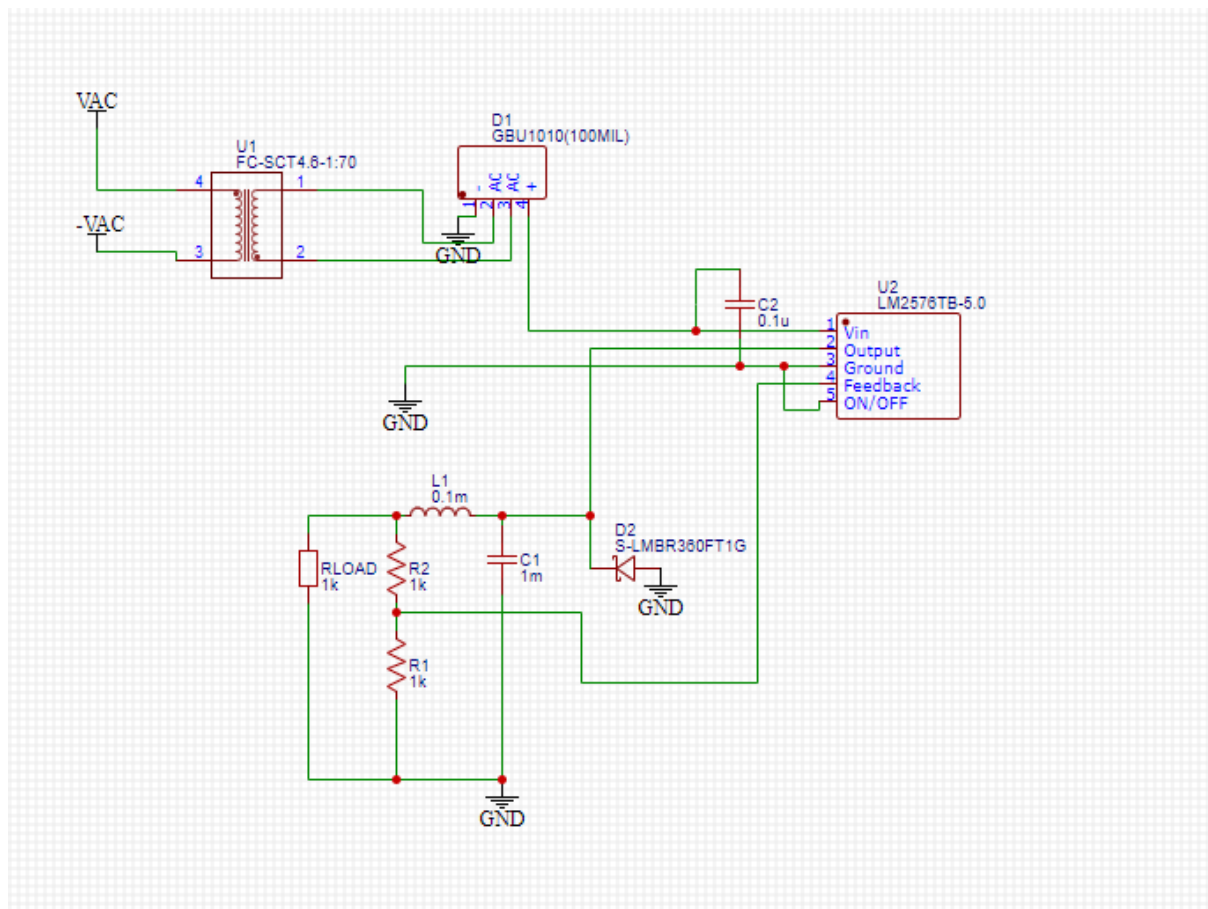 VAC
-VAC
U1
FC-SCT4.6-1:70
4
1
3
2
D1
GBU1010(100MIL)
- AC AC +
1 2 3 4
GND
C2
0.1u
U2
LM2576TB-5.0
1 Vin
2 Output
3 Ground
4 Feedback
5 ON/OFF
GND
L1
0.1m
D2
S-LMBR360FT1G
GND
RLOAD
1k
R2
1k
C1
1m
R1
1k
GND